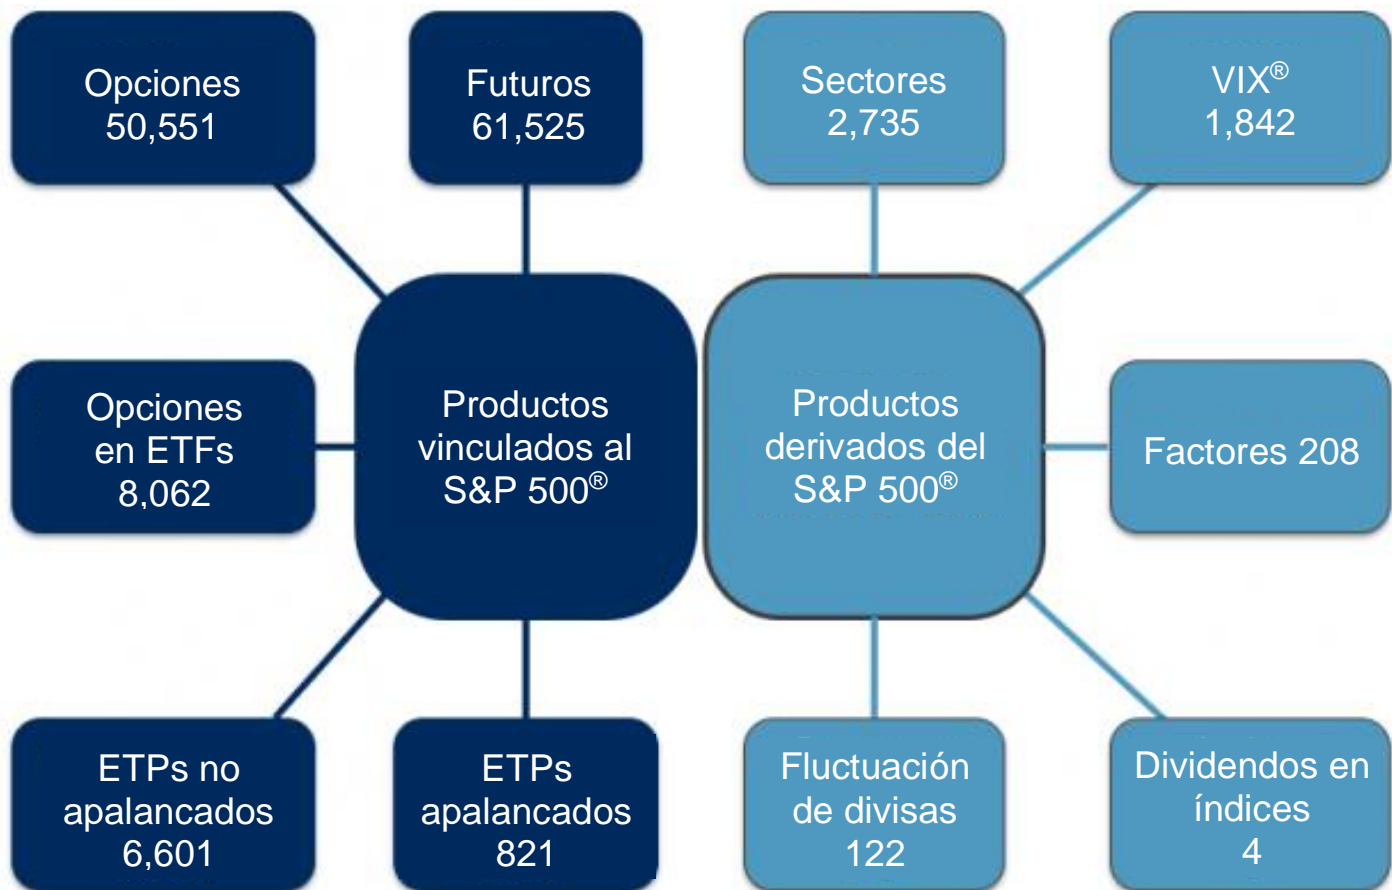 Opciones
50,551
Futuros
61,525
Sectores
2,735
VIX®
1,842
Opciones
en ETFs
8,062
Productos
vinculados al
S&P 500®
Productos
derivados del
S&P 500®
Factores 208
ETPs no
apalancados
6,601
ETPs
apalancados
821
Fluctuación
de divisas
122
Dividendos en
índices
4